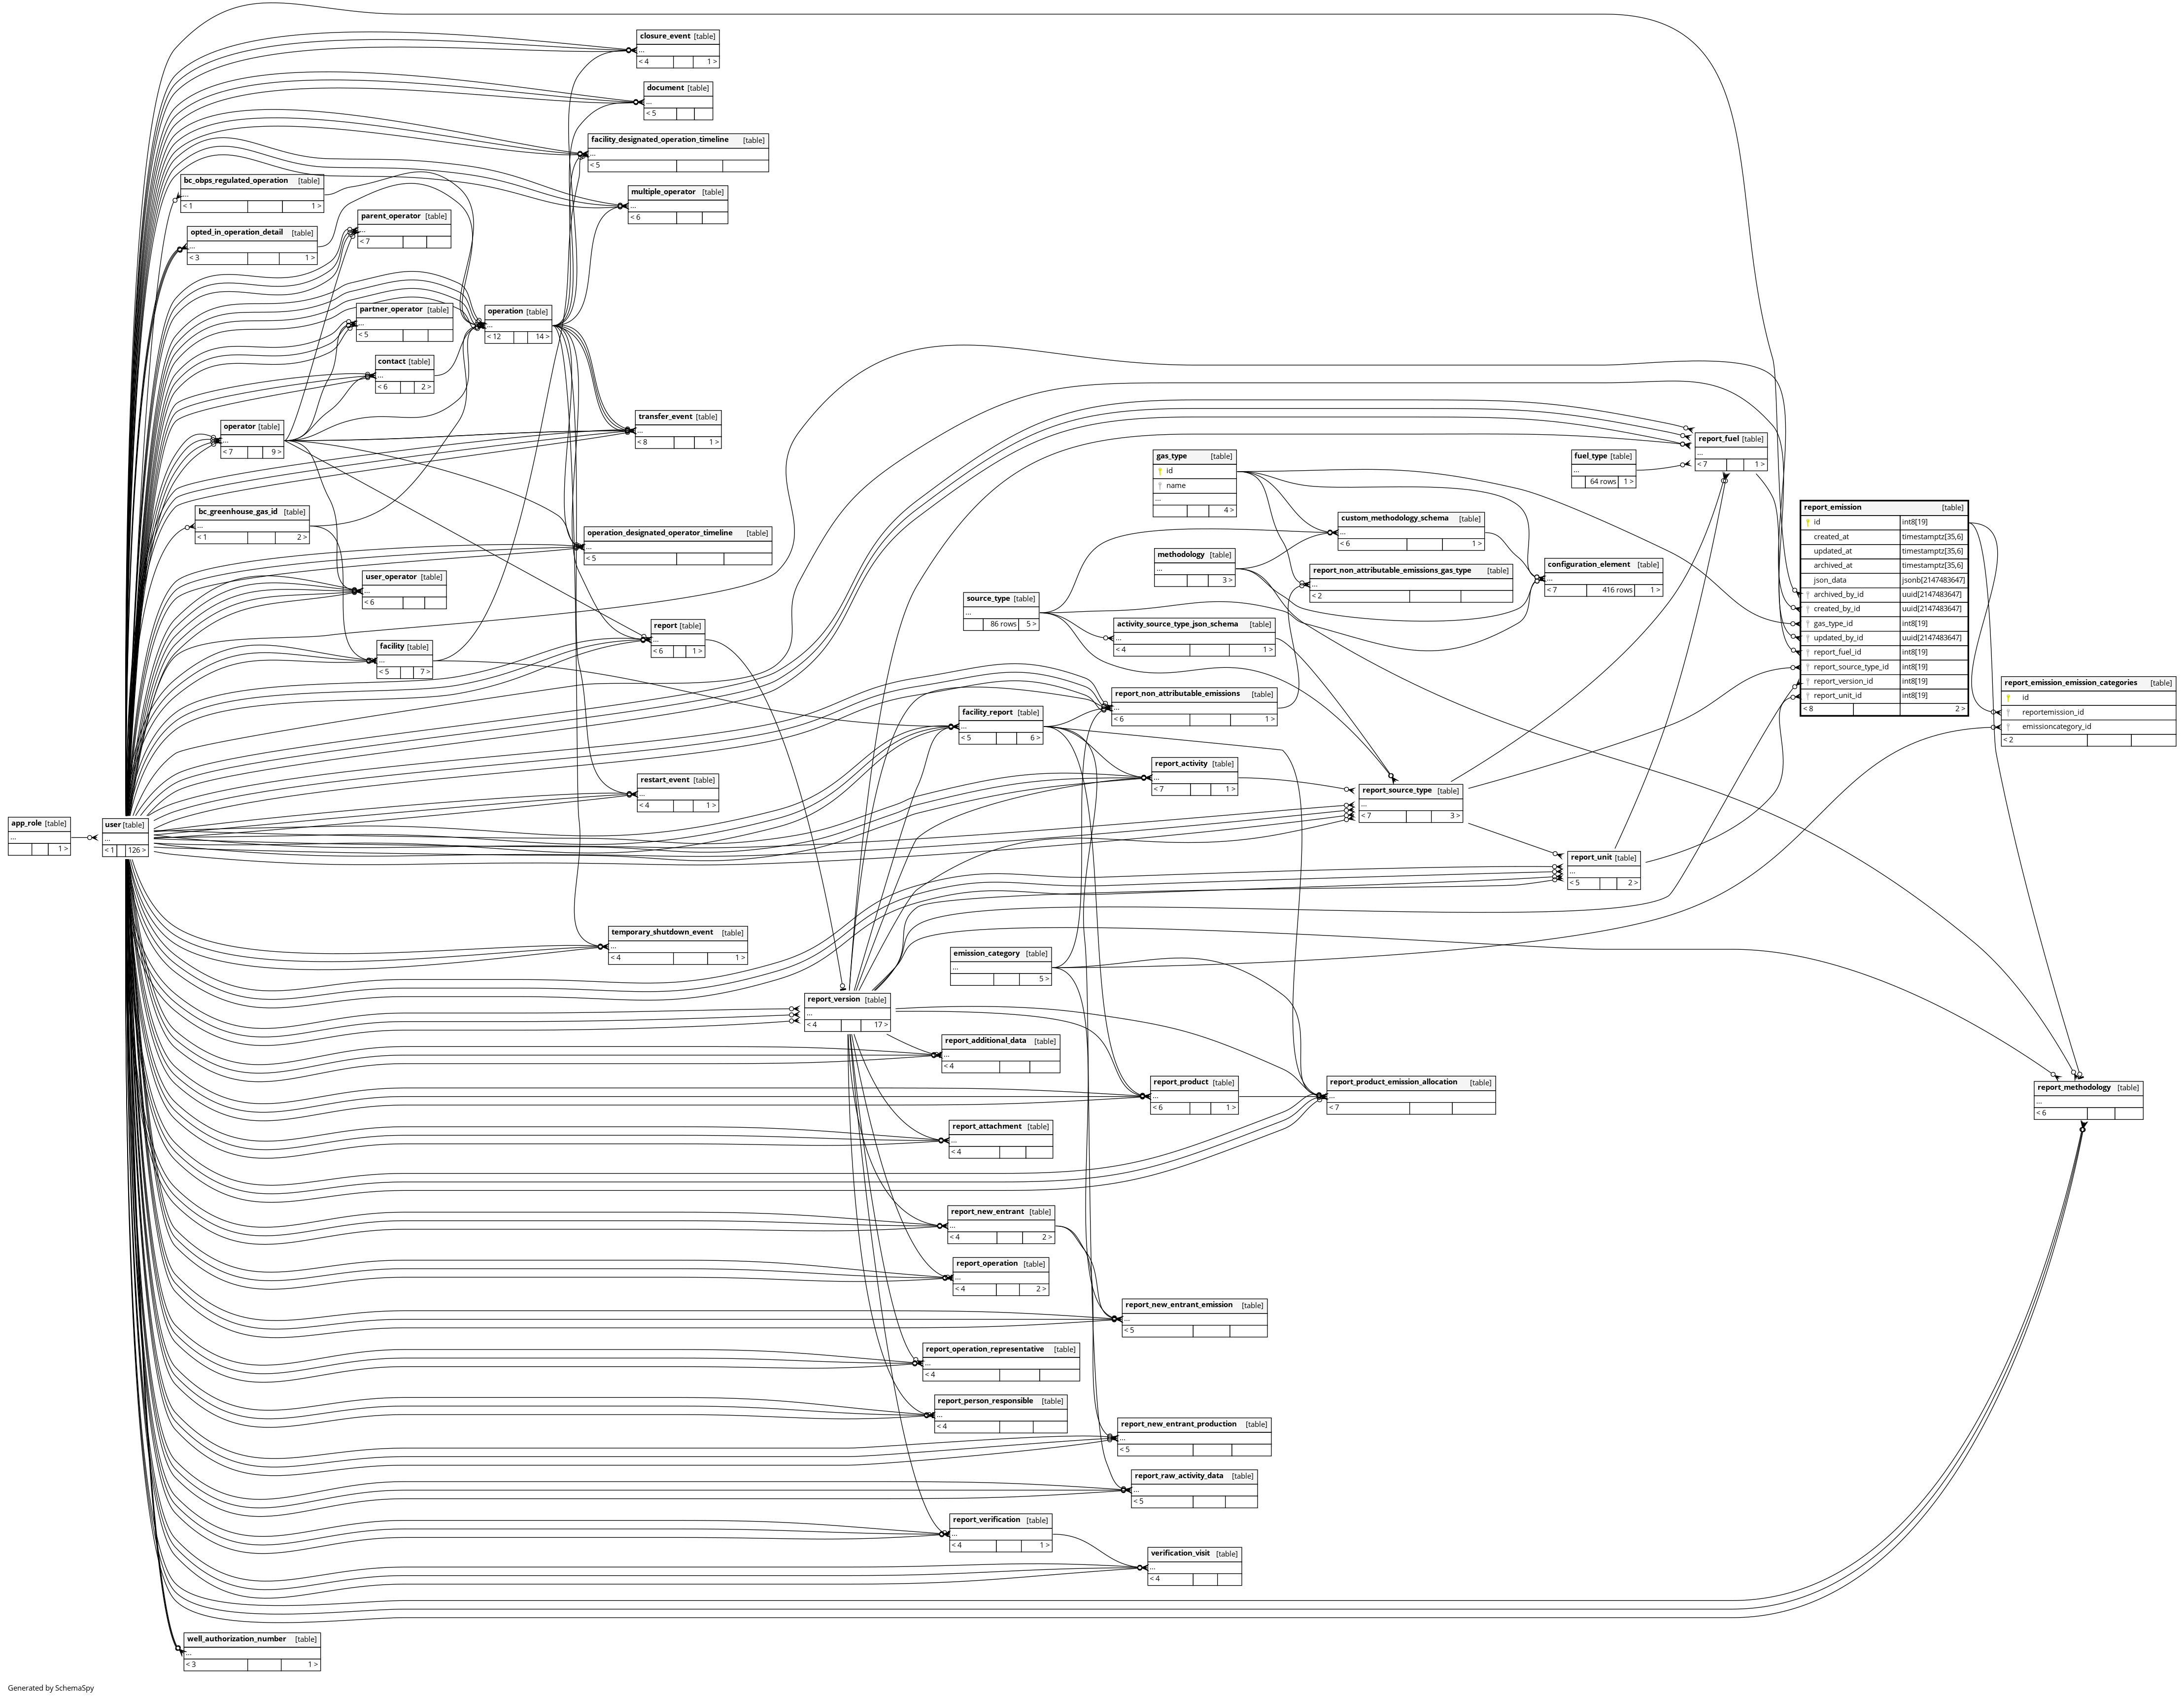 closure_event [table]
...
< 4 1 >
document [table]
...
< 5
facility_designated_operation_timeline [table]
...
< 5
bc_obps_regulated_operation [table]
...
< 1 1 >
multiple_operator [table]
...
< 6
parent_operator [table]
...
< 7
opted_in_operation_detail [table]
...
< 3 1 >
partner_operator [table]
...
< 5
operation [table]
...
< 12 14 >
contact [table]
...
< 6 2 >
transfer_event [table]
...
< 8 1 >
operator [table]
...
< 7 9 >
report_fuel [table]
...
< 7 1 >
gas_type [table]
id
name
...
4 >
fuel_type [table]
...
64 rows 1 >
report_emission [table]
id int8[19]
created_at timestamptz[35,6]
updated_at timestamptz[35,6]
archived_at timestamptz[35,6]
json_data jsonb[2147483647]
archived_by_id uuid[2147483647]
created_by_id uuid[2147483647]
gas_type_id int8[19]
updated_by_id uuid[2147483647]
report_fuel_id int8[19]
report_source_type_id int8[19]
report_version_id int8[19]
report_unit_id int8[19]
< 8 2 >
bc_greenhouse_gas_id [table]
...
< 1 2 >
operation_designated_operator_timeline [table]
...
< 5
custom_methodology_schema [table]
...
< 6 1 >
methodology [table]
...
3 >
report_non_attributable_emissions_gas_type [table]
...
< 2
configuration_element [table]
...
< 7 416 rows 1 >
user_operator [table]
...
< 6
source_type [table]
...
86 rows 5 >
activity_source_type_json_schema [table]
...
< 4 1 >
report [table]
...
< 6 1 >
facility [table]
...
< 5 7 >
report_emission_emission_categories [table]
id
reportemission_id
emissioncategory_id
< 2
report_non_attributable_emissions [table]
...
< 6 1 >
facility_report [table]
...
< 5 6 >
report_activity [table]
...
< 7 1 >
restart_event [table]
...
< 4 1 >
report_source_type [table]
...
< 7 3 >
app_role [table]
...
1 >
user [table]
...
< 1 126 >
report_unit [table]
...
< 5 2 >
temporary_shutdown_event [table]
...
< 4 1 >
emission_category [table]
...
5 >
report_version [table]
...
< 4 17 >
report_additional_data [table]
...
< 4
report_product [table]
...
< 6 1 >
report_product_emission_allocation [table]
...
< 7
report_methodology [table]
...
< 6
report_attachment [table]
...
< 4
report_new_entrant [table]
...
< 4 2 >
report_operation [table]
...
< 4 2 >
report_new_entrant_emission [table]
...
< 5
report_operation_representative [table]
...
< 4
report_person_responsible [table]
...
< 4
report_new_entrant_production [table]
...
< 5
report_raw_activity_data [table]
...
< 5
report_verification [table]
...
< 4 1 >
verification_visit [table]
...
< 4
well_authorization_number [table]
...
< 3 1 >
Generated by SchemaSpy